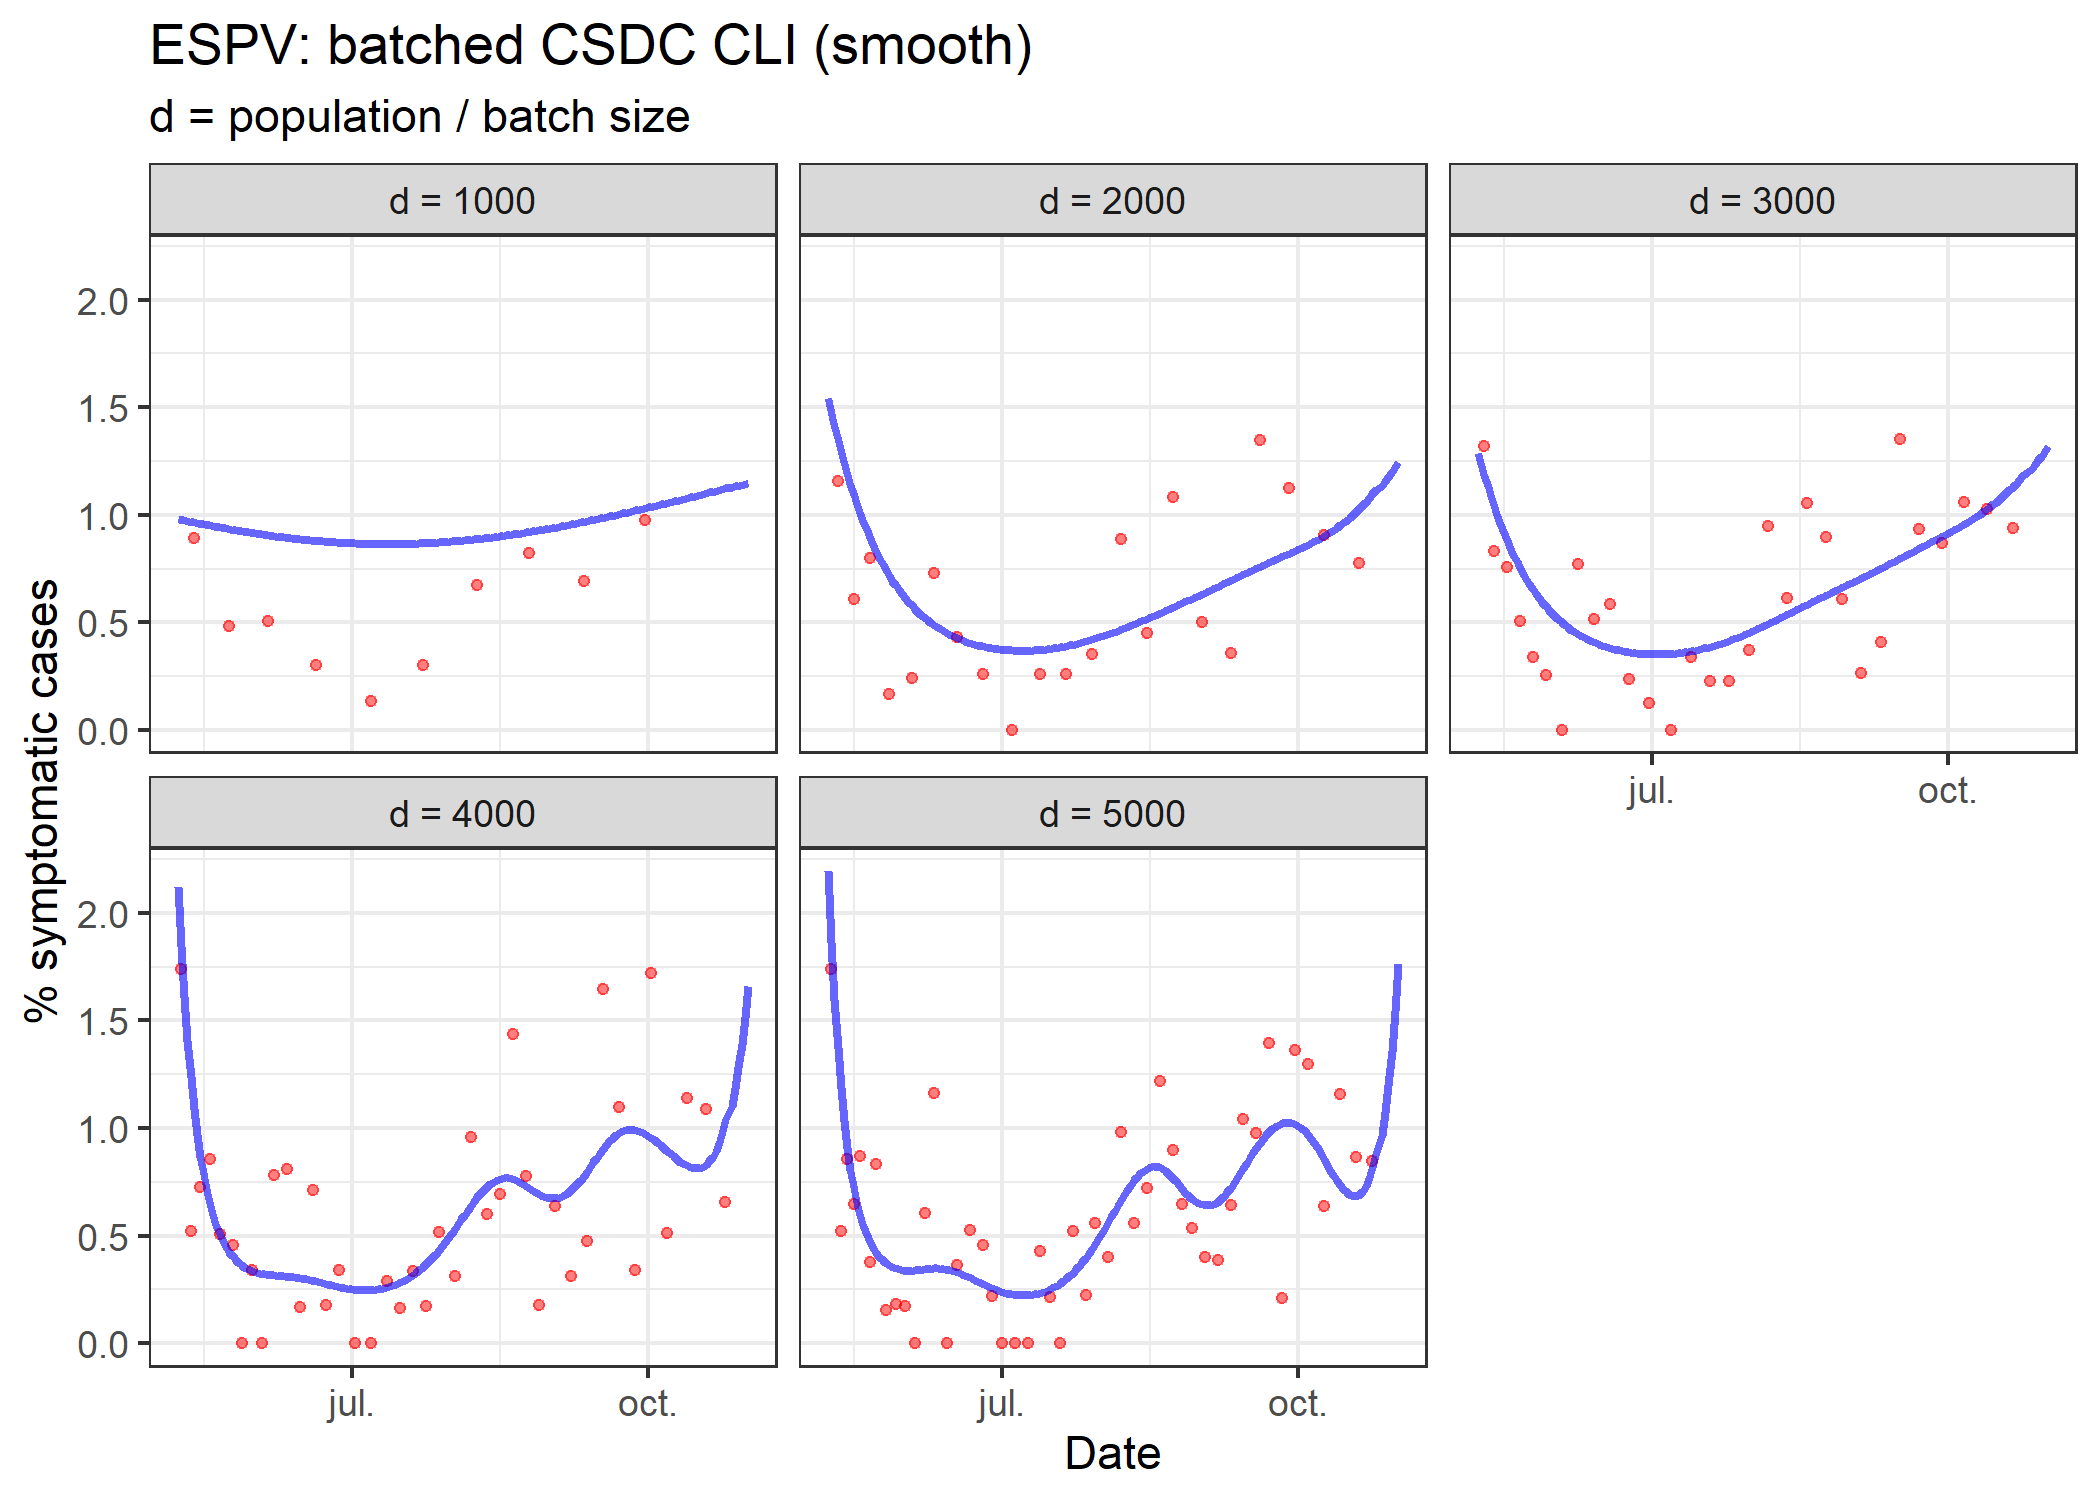 ESPV: batched CSDC CLI (smooth)
d = population / batch size
d = 1000
d = 2000
d = 3000
2.0
1.5
1.0
0.5
0.0
jul.
oct.
d = 4000
d = 5000
2.0
1.5
1.0
0.5
0.0
jul.
oct.
jul.
oct.
% symptomatic cases
Date